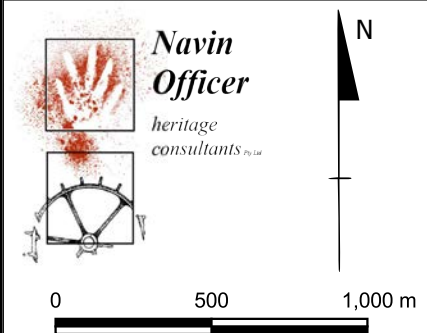 Navin
Officer
heritage
consultants Pty Ltd
N
0 500 1,000 m